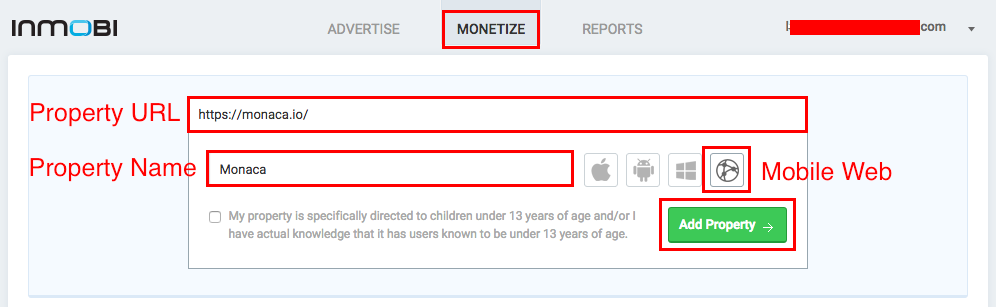 INMOBI
ADVERTISE MONETIZE REPORTS
com
Property URL https://monaca.io/
Property Name Monaca Mobile Web
My property is specifically directed to children under 13 years of age and/or I
have actual knowledge that it has users known to be under 13 years of age.
Add Property →